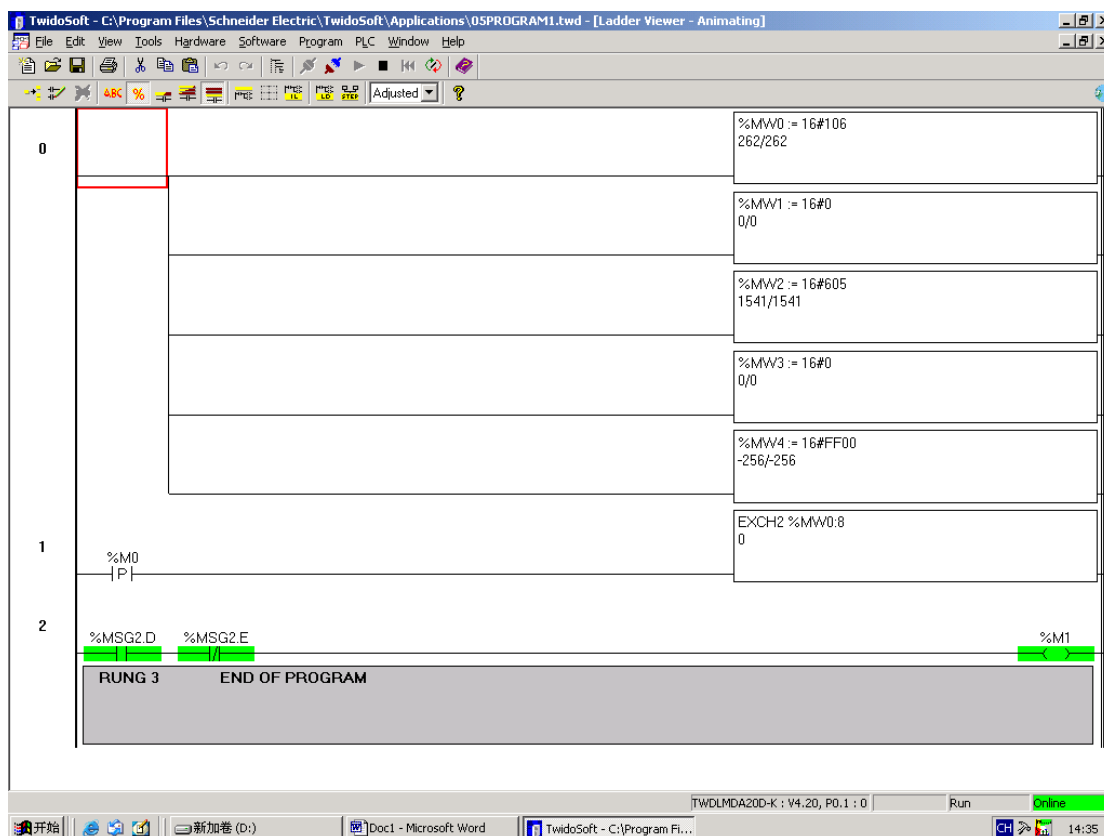 TwidoSoft - C:\Program Files\Schneider Electric\TwidoSoft\Applications\05PROGRAM1.twd - [Ladder Viewer - Animating]
File Edit View Tools Hardware Software Program PLC Window Help
ABC % Adjusted
0
%MW0 := 16#106
262/262
%MW1 := 16#0
0/0
%MW2 := 16#605
1541/1541
%MW3 := 16#0
0/0
%MW4 := 16#FF00
-256/-256
1
%M0
P
EXCH2 %MW0:8
0
2
%MSG2.D %MSG2.E %M1
RUNG 3 END OF PROGRAM
TWDLMDA20D-K : V4.20, P0.1 : 0 Run Online
开始 新加卷 (D:) Doc1 - Microsoft Word TwidoSoft - C:\Program Fi... CH 14:35